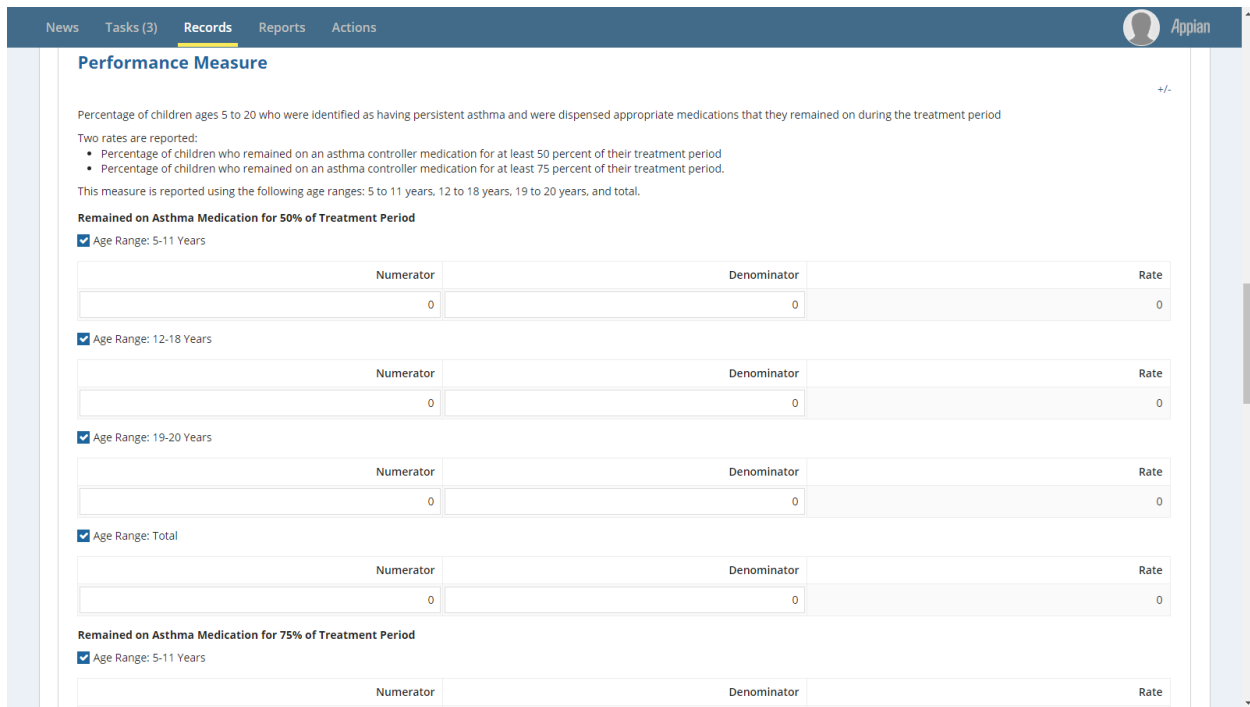 News Tasks (3) Records Reports Actions Appian
Performance Measure
+/-
Percentage of children ages 5 to 20 who were identified as having persistent asthma and were dispensed appropriate medications that they remained on during the treatment period
Two rates are reported:
• Percentage of children who remained on an asthma controller medication for at least 50 percent of their treatment period
• Percentage of children who remained on an asthma controller medication for at least 75 percent of their treatment period.
This measure is reported using the following age ranges: 5 to 11 years, 12 to 18 years, 19 to 20 years, and total.
Remained on Asthma Medication for 50% of Treatment Period
Age Range: 5-11 Years
Numerator Denominator Rate
0 0 0
Age Range: 12-18 Years
Numerator Denominator Rate
0 0 0
Age Range: 19-20 Years
Numerator Denominator Rate
0 0 0
Age Range: Total
Numerator Denominator Rate
0 0 0
Remained on Asthma Medication for 75% of Treatment Period
Age Range: 5-11 Years
Numerator Denominator Rate